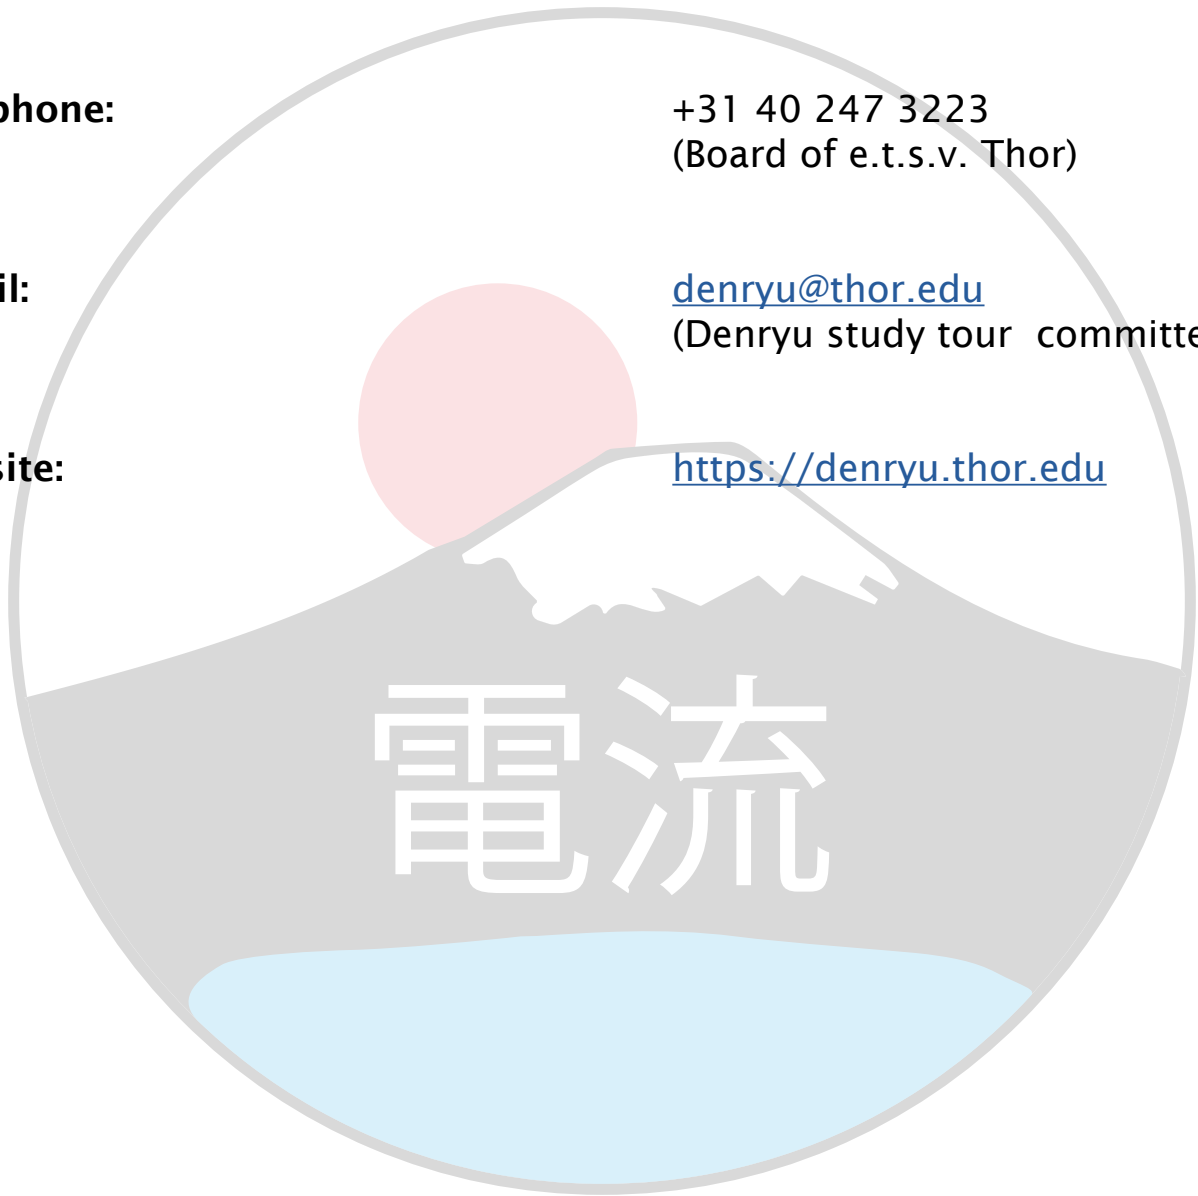 phone: +31 40 247 3223
(Board of e.t.s.v. Thor)
il: denryu@thor.edu
(Denryu study tour committe
site: https://denryu.thor.edu
電流